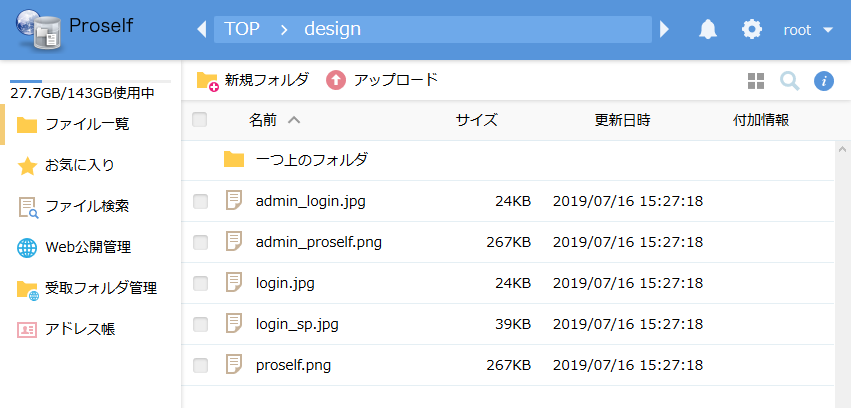 Proself
TOP > design
root
27.7GB/143GB使用中
ファイル一覧
お気に入り
ファイル検索
Web公開管理
受取フォルダ管理
アドレス帳
新規フォルダ アップロード
名前 サイズ 更新日時 付加情報
一つ上のフォルダ
admin_login.jpg 24KB 2019/07/16 15:27:18
admin_proself.png 267KB 2019/07/16 15:27:18
login.jpg 24KB 2019/07/16 15:27:18
login_sp.jpg 39KB 2019/07/16 15:27:18
proself.png 267KB 2019/07/16 15:27:18